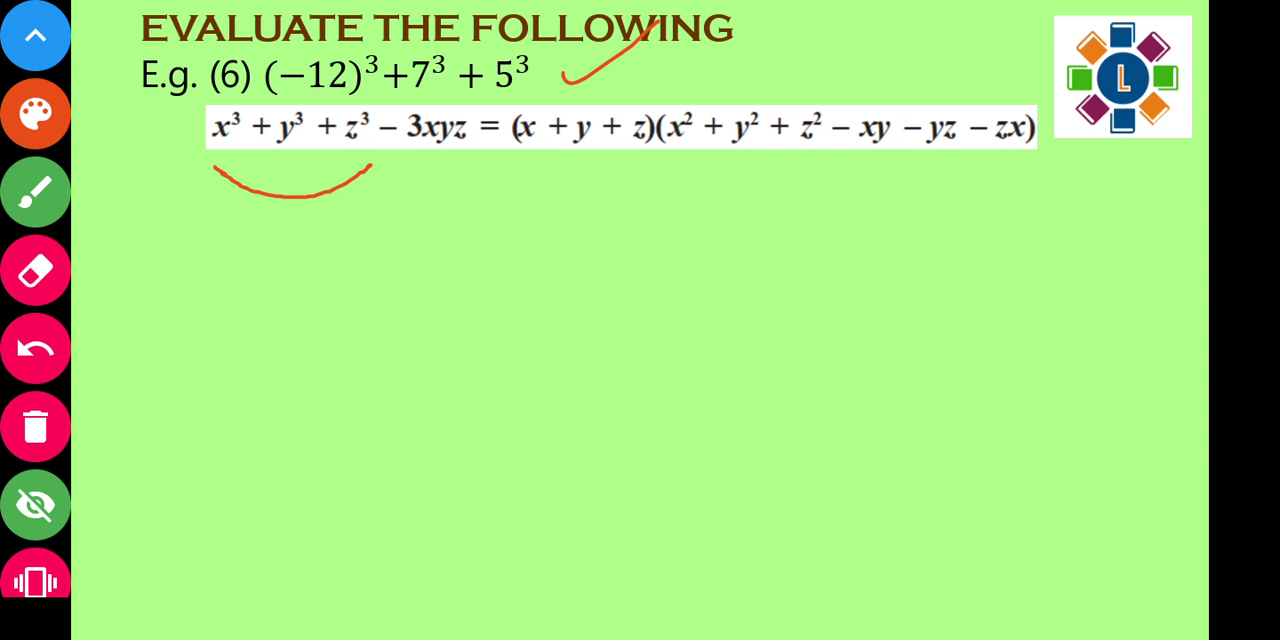 EVALUATE THE FOLLOWING
E.g. (6) (−12)³+7³ + 5³
x³ + y³ + z³ − 3xyz = (x + y + z)(x² + y² + z² − xy − yz − zx)
L